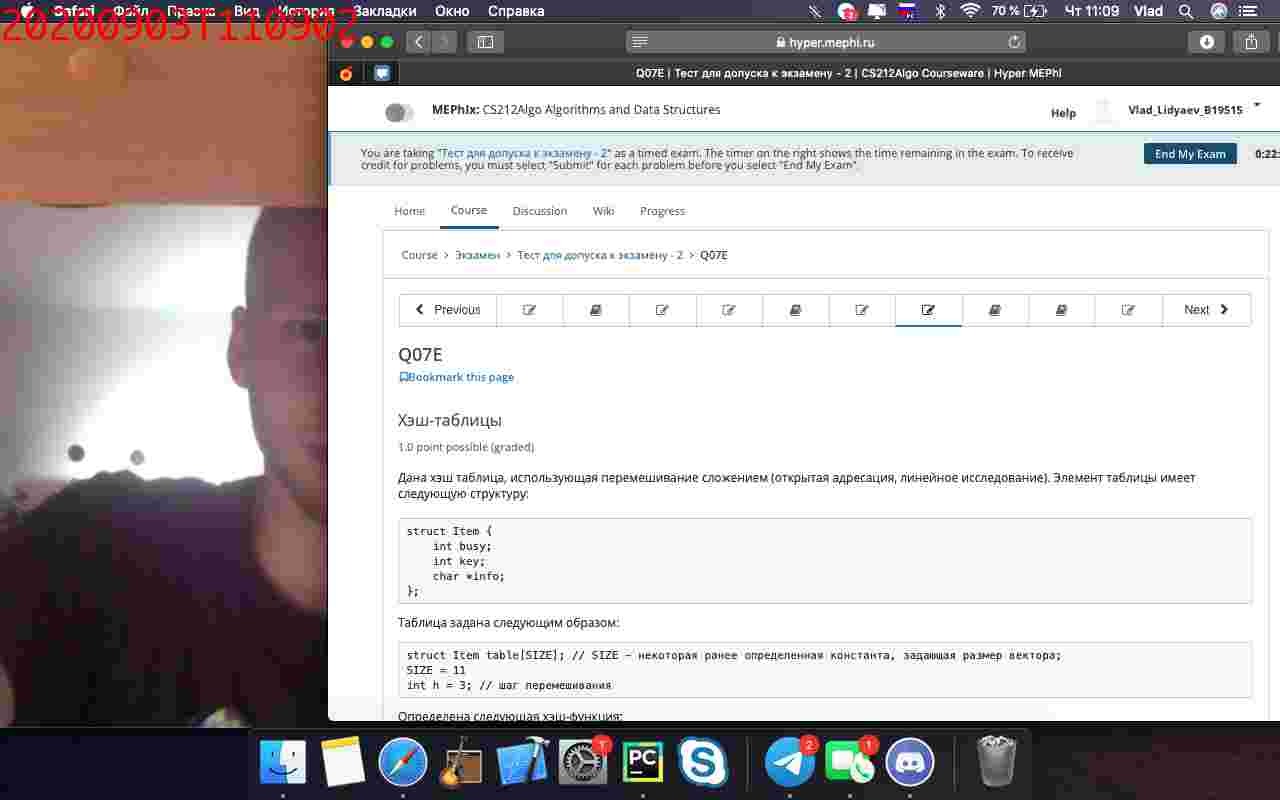 Safari Файл Правка Вид История Закладки Окно Справка 70 % Чт 11:09 Vlad
20200903T110902
hyper.mephi.ru
Q07E | Тест для допуска к экзамену - 2 | CS212Algo Courseware | Hyper MEPhI
MEPhIx: CS212Algo Algorithms and Data Structures
Help Vlad_Lidyaev_B19515
You are taking "Тест для допуска к экзамену - 2" as a timed exam. The timer on the right shows the time remaining in the exam. To receive
credit for problems, you must select "Submit" for each problem before you select "End My Exam".
End My Exam 0:22:
Home Course Discussion Wiki Progress
Course > Экзамен > Тест для допуска к экзамену - 2 > Q07E
Previous Next
Q07E
Bookmark this page
Хэш-таблицы
1.0 point possible (graded)
Дана хэш таблица, использующая перемешивание сложением (открытая адресация, линейное исследование). Элемент таблицы имеет
следующую структуру:
struct Item {
int busy;
int key;
char *info;
};
Таблица задана следующим образом:
struct Item table[SIZE]; // SIZE - некоторая ранее определенная константа, задающая размер вектора;
SIZE = 11
int h = 3; // шаг перемешивания
Определена следующая хэш-функция:
1
PC
2
1